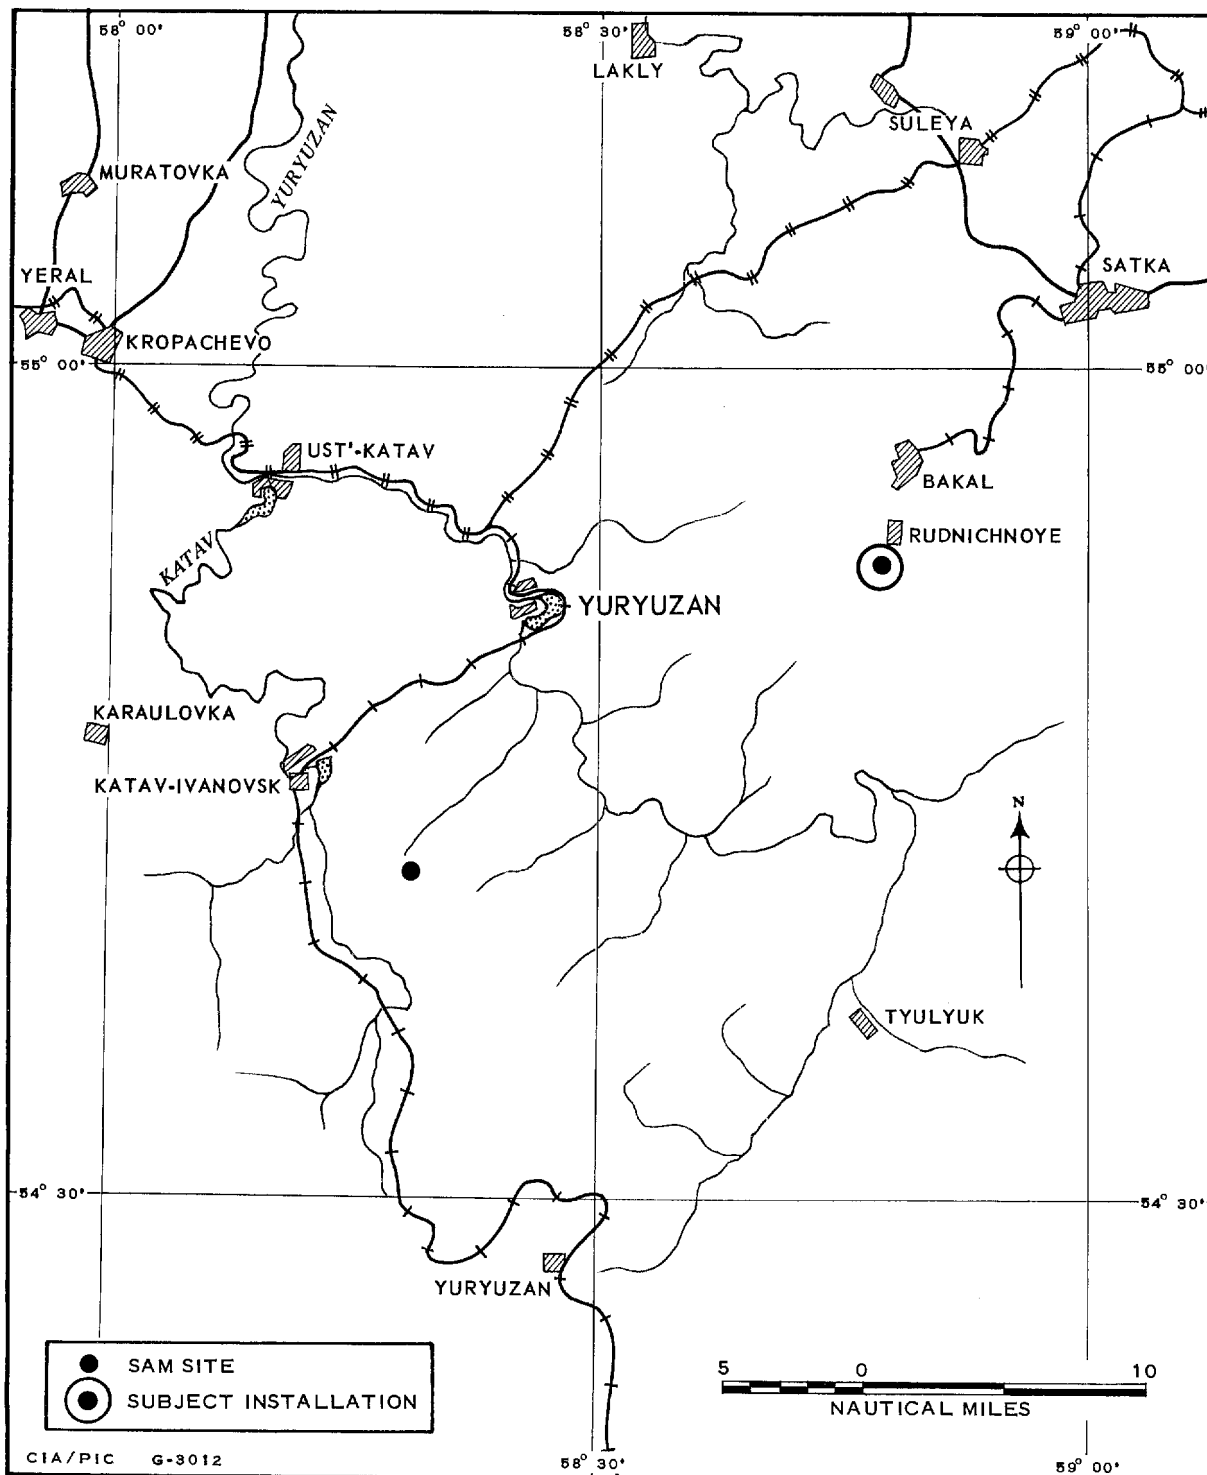 58° 00'
58° 30'
59° 00'
LAKLY
SULEYA
MURATOVKA
YURYUZAN
YERAL
SATKA
KROPACHEVO
55° 00'
55° 00'
UST'-KATAV
BAKAL
RUDNICHNOYE
KATAV
YURYUZAN
KARAULOVKA
KATAV-IVANOVSK
N
TYULYUK
54° 30'
54° 30'
YURYUZAN
SAM SITE
SUBJECT INSTALLATION
5 0 10
NAUTICAL MILES
CIA/PIC G-3012
58° 30'
59° 00'